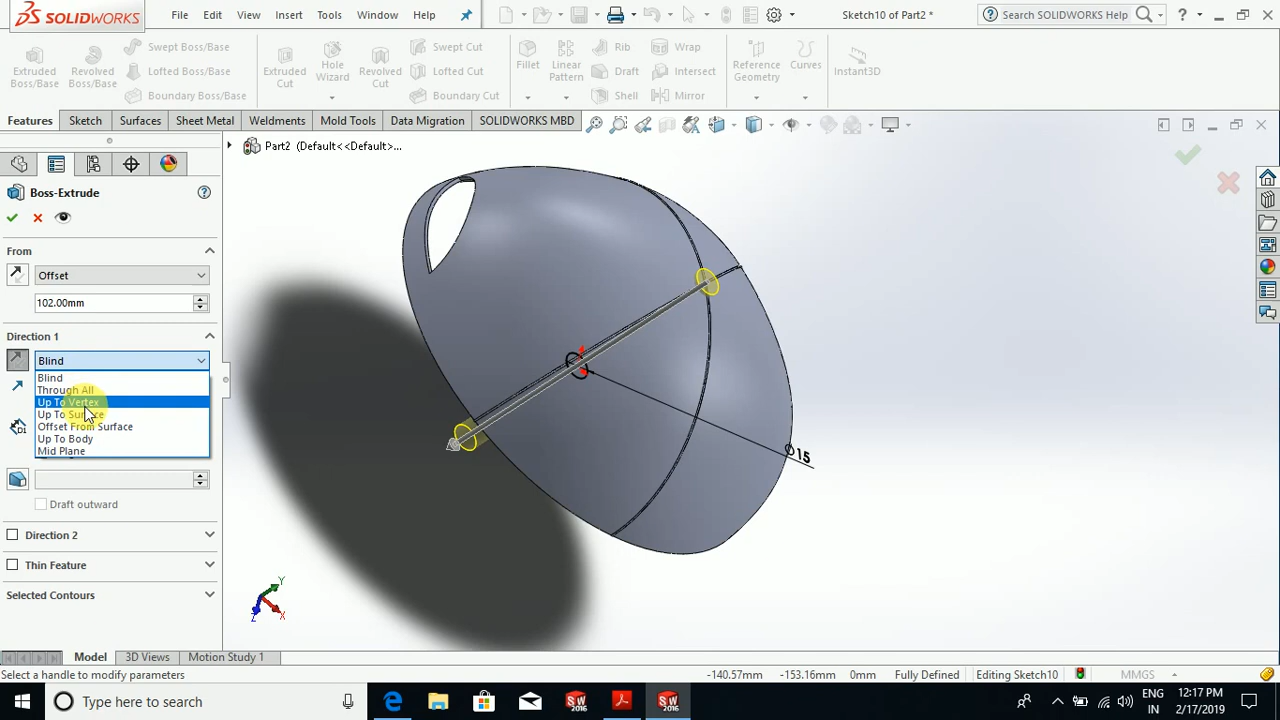 SOLIDWORKS
File
Edit
View
Insert
Tools
Window
Help
Sketch10 of Part2 *
Search SOLIDWORKS Help
?
Extruded Boss/Base
Revolved Boss/Base
Swept Boss/Base
Lofted Boss/Base
Boundary Boss/Base
Extruded Cut
Hole Wizard
Revolved Cut
Swept Cut
Lofted Cut
Boundary Cut
Fillet
Linear Pattern
Rib
Draft
Shell
Wrap
Intersect
Mirror
Reference Geometry
Curves
Instant3D
Features
Sketch
Surfaces
Sheet Metal
Weldments
Mold Tools
Data Migration
SOLIDWORKS MBD
Part2 (Default<<Default>...
Boss-Extrude
?
From
Offset
102.00mm
Direction 1
Blind
Blind
Through All
Up To Vertex
Up To Surface
Offset From Surface
Up To Body
Mid Plane
D1
Draft outward
Direction 2
Thin Feature
Selected Contours
∅15
Y
X
Z
Model
3D Views
Motion Study 1
Select a handle to modify parameters
-140.57mm
-153.16mm
0mm
Fully Defined
Editing Sketch10
MMGS
Type here to search
SW 2016
SW 2016
ENG
IN
12:17 PM
2/17/2019